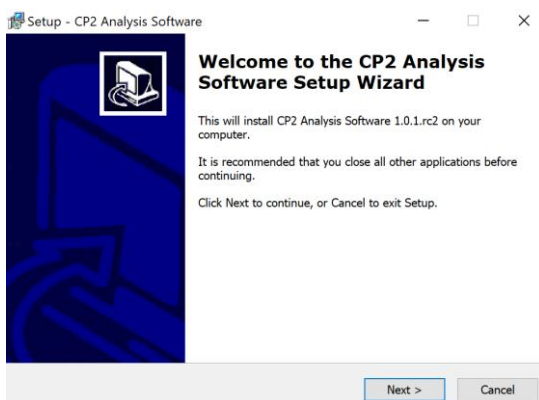 Setup - CP2 Analysis Software
Welcome to the CP2 Analysis
Software Setup Wizard
This will install CP2 Analysis Software 1.0.1.rc2 on your
computer.
It is recommended that you close all other applications before
continuing.
Click Next to continue, or Cancel to exit Setup.
Next >
Cancel